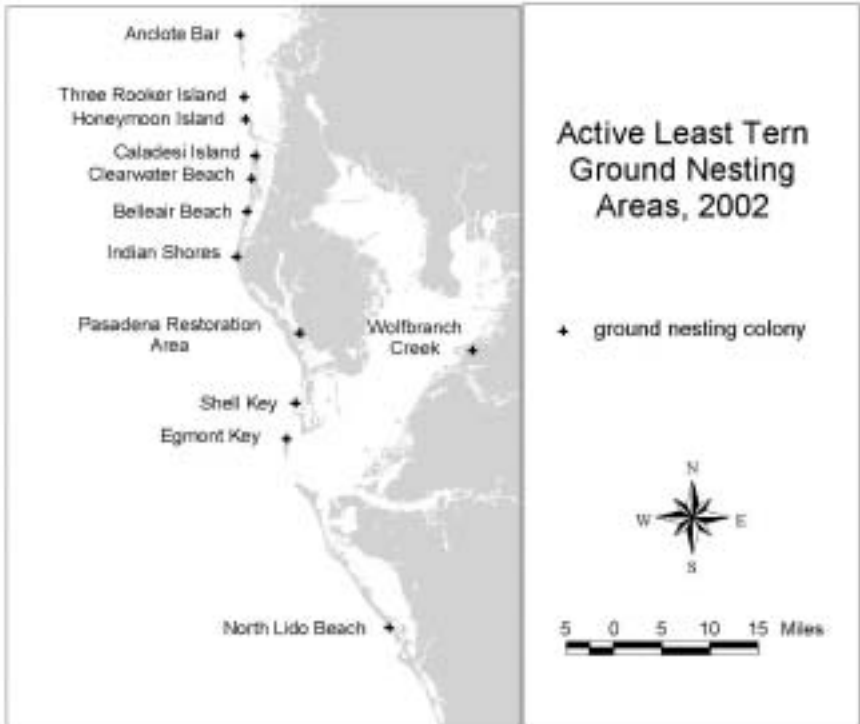 Anclote Bar
Three Rooker Island
Honeymoon Island
Caladesi Island
Clearwater Beach
Belleair Beach
Indian Shores
Pasadena Restoration
Area
Wolfbranch
Creek
Shell Key
Egmont Key
North Lido Beach
Active Least Tern
Ground Nesting
Areas, 2002
ground nesting colony
N
W E
S
5 0 5 10 15 Miles